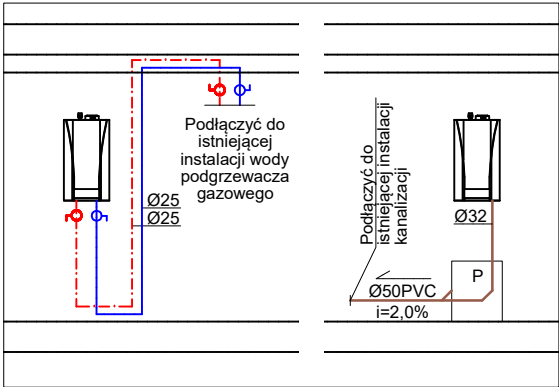 Podłączyć do
istniejącej
instalacji wody
podgrzewacza
gazowego
Ø25
Ø25
Podłączyć do
istniejącej instalacji
kanalizacji
Ø32
P
Ø50PVC
i=2,0%